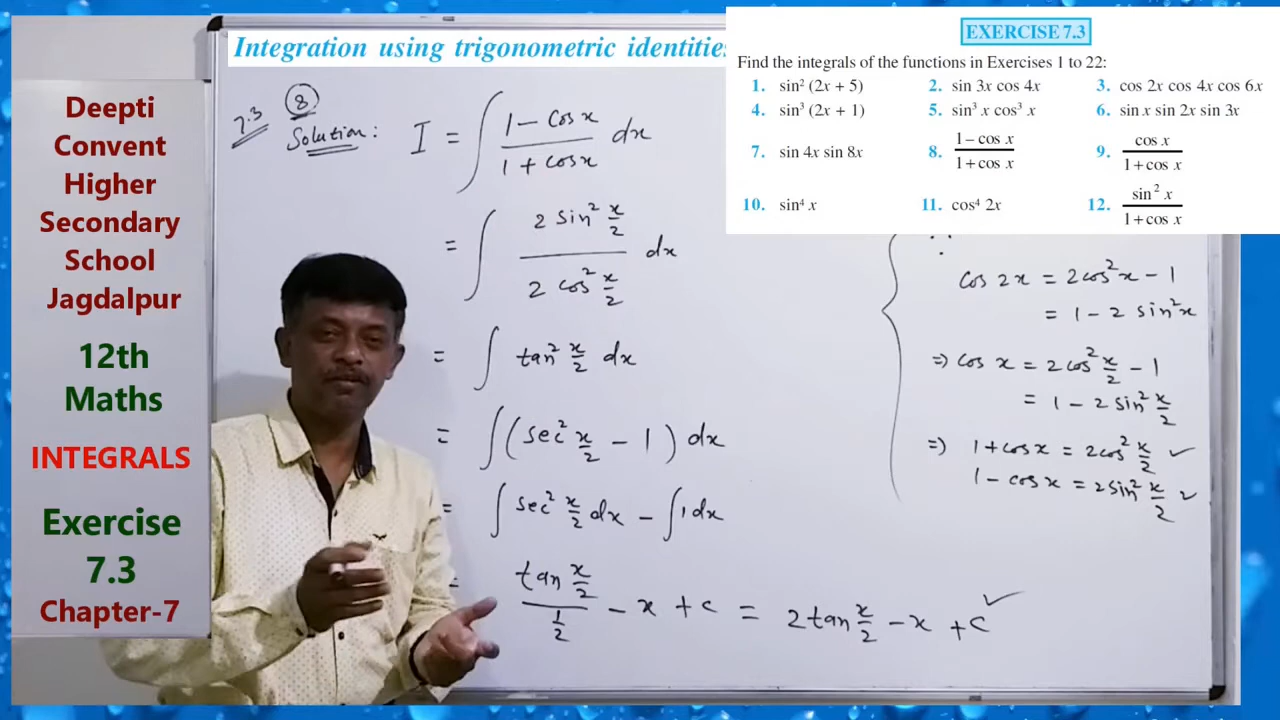 Deepti
Convent
Higher
Secondary
School
Jagdalpur
12th
Maths
INTEGRALS
Exercise
7.3
Chapter-7
Integration using trigonometric identities
7.3 8
Solution:
I = ∫ (1 - cos x)/(1 + cos x) dx
= ∫ (2 sin² x/2)/(2 cos² x/2) dx
= ∫ tan² x/2 dx
= ∫ (sec² x/2 - 1) dx
= ∫ sec² x/2 dx - ∫ 1 dx
= (tan x/2)/(1/2) - x + c = 2 tan x/2 - x + c ✓
EXERCISE 7.3
Find the integrals of the functions in Exercises 1 to 22:
1. sin² (2x + 5) 2. sin 3x cos 4x 3. cos 2x cos 4x cos 6x
4. sin³ (2x + 1) 5. sin³ x cos³ x 6. sin x sin 2x sin 3x
7. sin 4x sin 8x 8. (1 – cos x)/(1 + cos x) 9. cos x/(1 + cos x)
10. sin⁴ x 11. cos⁴ 2x 12. sin² x/(1 + cos x)
∵
cos 2x = 2cos² x - 1
= 1 - 2 sin² x
⇒ cos x = 2cos² x/2 - 1
= 1 - 2 sin² x/2
⇒ 1 + cos x = 2cos² x/2 ✓
1 - cos x = 2 sin² x/2 ✓